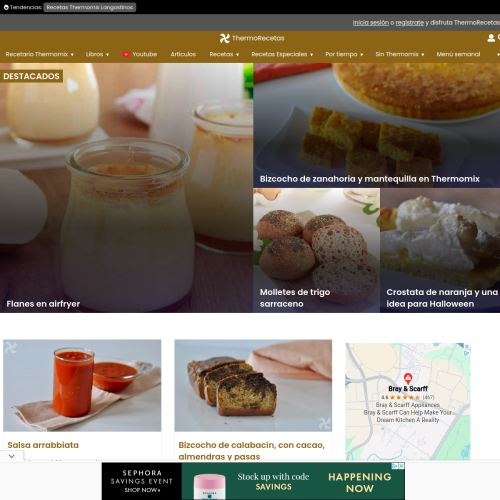 Tendencias: Recetas Thermomix Langostinos
Inicia sesión o regístrate y disfruta ThermoRecetas
ThermoRecetas
Recetario Thermomix Libros Youtube Artículos Recetas Recetas Especiales Por tiempo Sin Thermomix Menú semanal
DESTACADOS
Bizcocho de zanahoria y mantequilla en Thermomix
Flanes en airfryer
Molletes de trigo
sarraceno
Crostata de naranja y una
idea para Halloween
Salsa arrabbiata
Bizcocho de calabacín, con cacao,
almendras y pasas
Bray & Scarff
4.6 ★★★★★ (467)
Bray & Scarff Appliances
Bray & Scarff Can Help Make Your
Dream Kitchen A Reality
SEPHORA
SAVINGS EVENT
SHOP NOW
Stock up with code
SAVINGS
HAPPENING
NOW